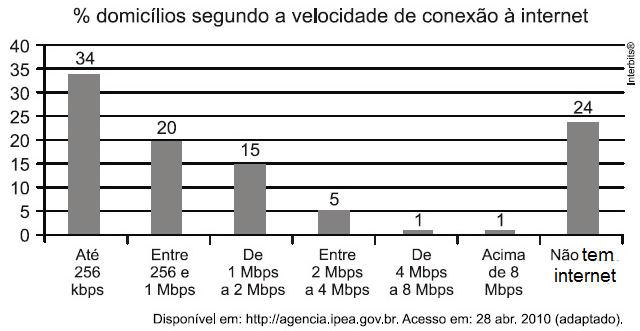 % domicílios segundo a velocidade de conexão à internet
Interbits®
40
35
30
25
20
15
10
5
0
34
20
15
5
1
1
24
Até
256
kbps
Entre
256 e
1 Mbps
De
1 Mbps
a 2 Mbps
Entre
2 Mbps
a 4 Mbps
De
4 Mbps
a 8 Mbps
Acima
de 8
Mbps
Não tem
internet
Disponível em: http://agencia.ipea.gov.br. Acesso em: 28 abr. 2010 (adaptado).